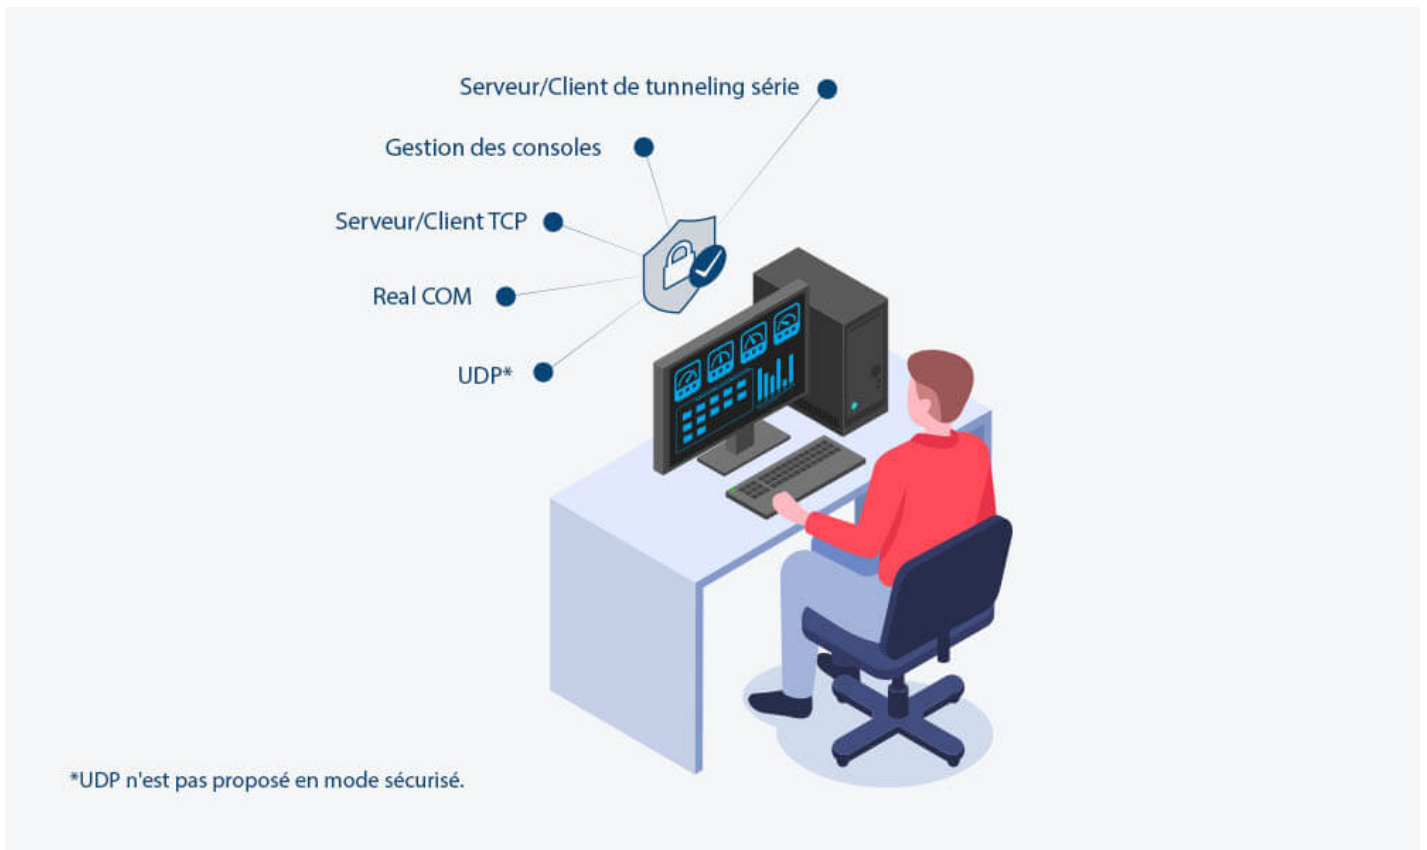 Serveur/Client de tunneling série
Gestion des consoles
Serveur/Client TCP
Real COM
UDP*
*UDP n'est pas proposé en mode sécurisé.